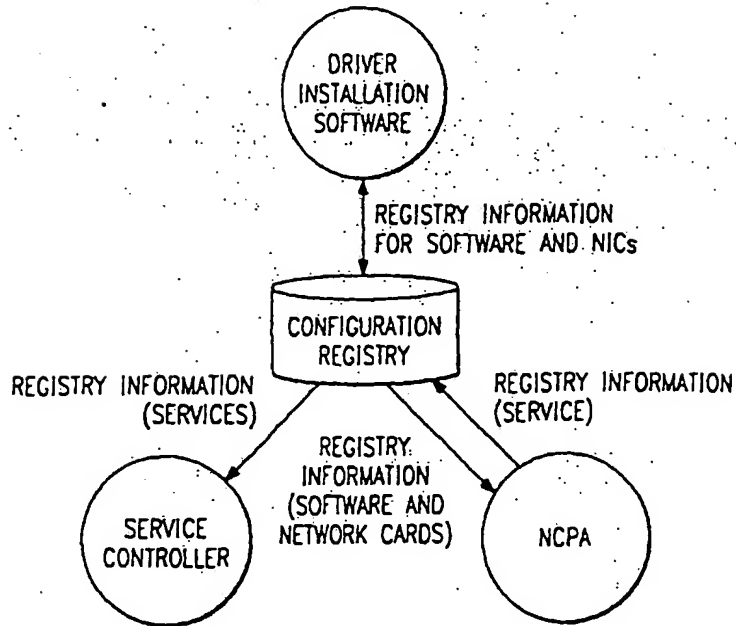 DRIVER
INSTALLATION
SOFTWARE
REGISTRY INFORMATION
FOR SOFTWARE AND NICs
CONFIGURATION
REGISTRY
REGISTRY INFORMATION
(SERVICES)
REGISTRY INFORMATION
(SERVICE)
REGISTRY
INFORMATION
(SOFTWARE AND
NETWORK CARDS)
SERVICE
CONTROLLER
NCPA